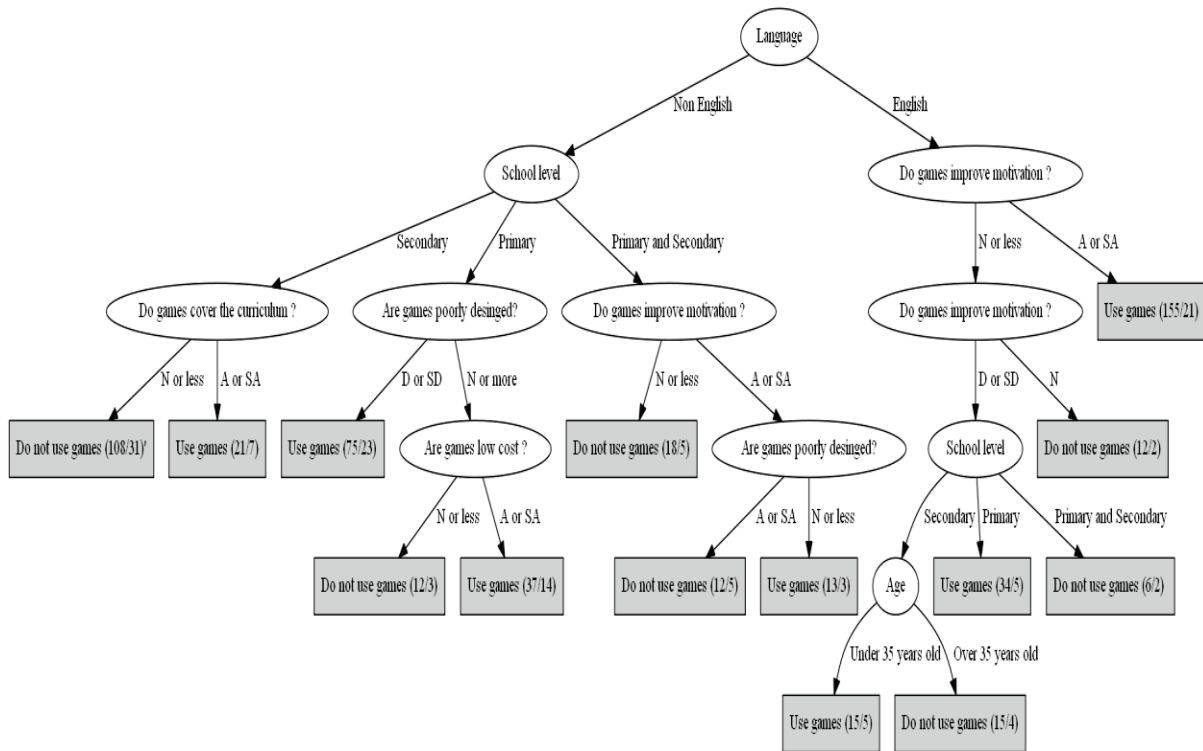 Language
Non English
English
School level
Do games improve motivation ?
Secondary
Primary
Primary and Secondary
N or less
A or SA
Do games cover the curriculum ?
Are games poorly desinged?
Do games improve motivation ?
Do games improve motivation ?
Use games (155/21)
N or less
A or SA
D or SD
N or more
N or less
A or SA
D or SD
N
Do not use games (108/31)'
Use games (21/7)
Use games (75/23)
Are games low cost ?
Do not use games (18/5)
Are games poorly desinged?
School level
Do not use games (12/2)
N or less
A or SA
A or SA
N or less
Secondary
Primary
Primary and Secondary
Do not use games (12/3)
Use games (37/14)
Do not use games (12/5)
Use games (13/3)
Age
Use games (34/5)
Do not use games (6/2)
Under 35 years old
Over 35 years old
Use games (15/5)
Do not use games (15/4)